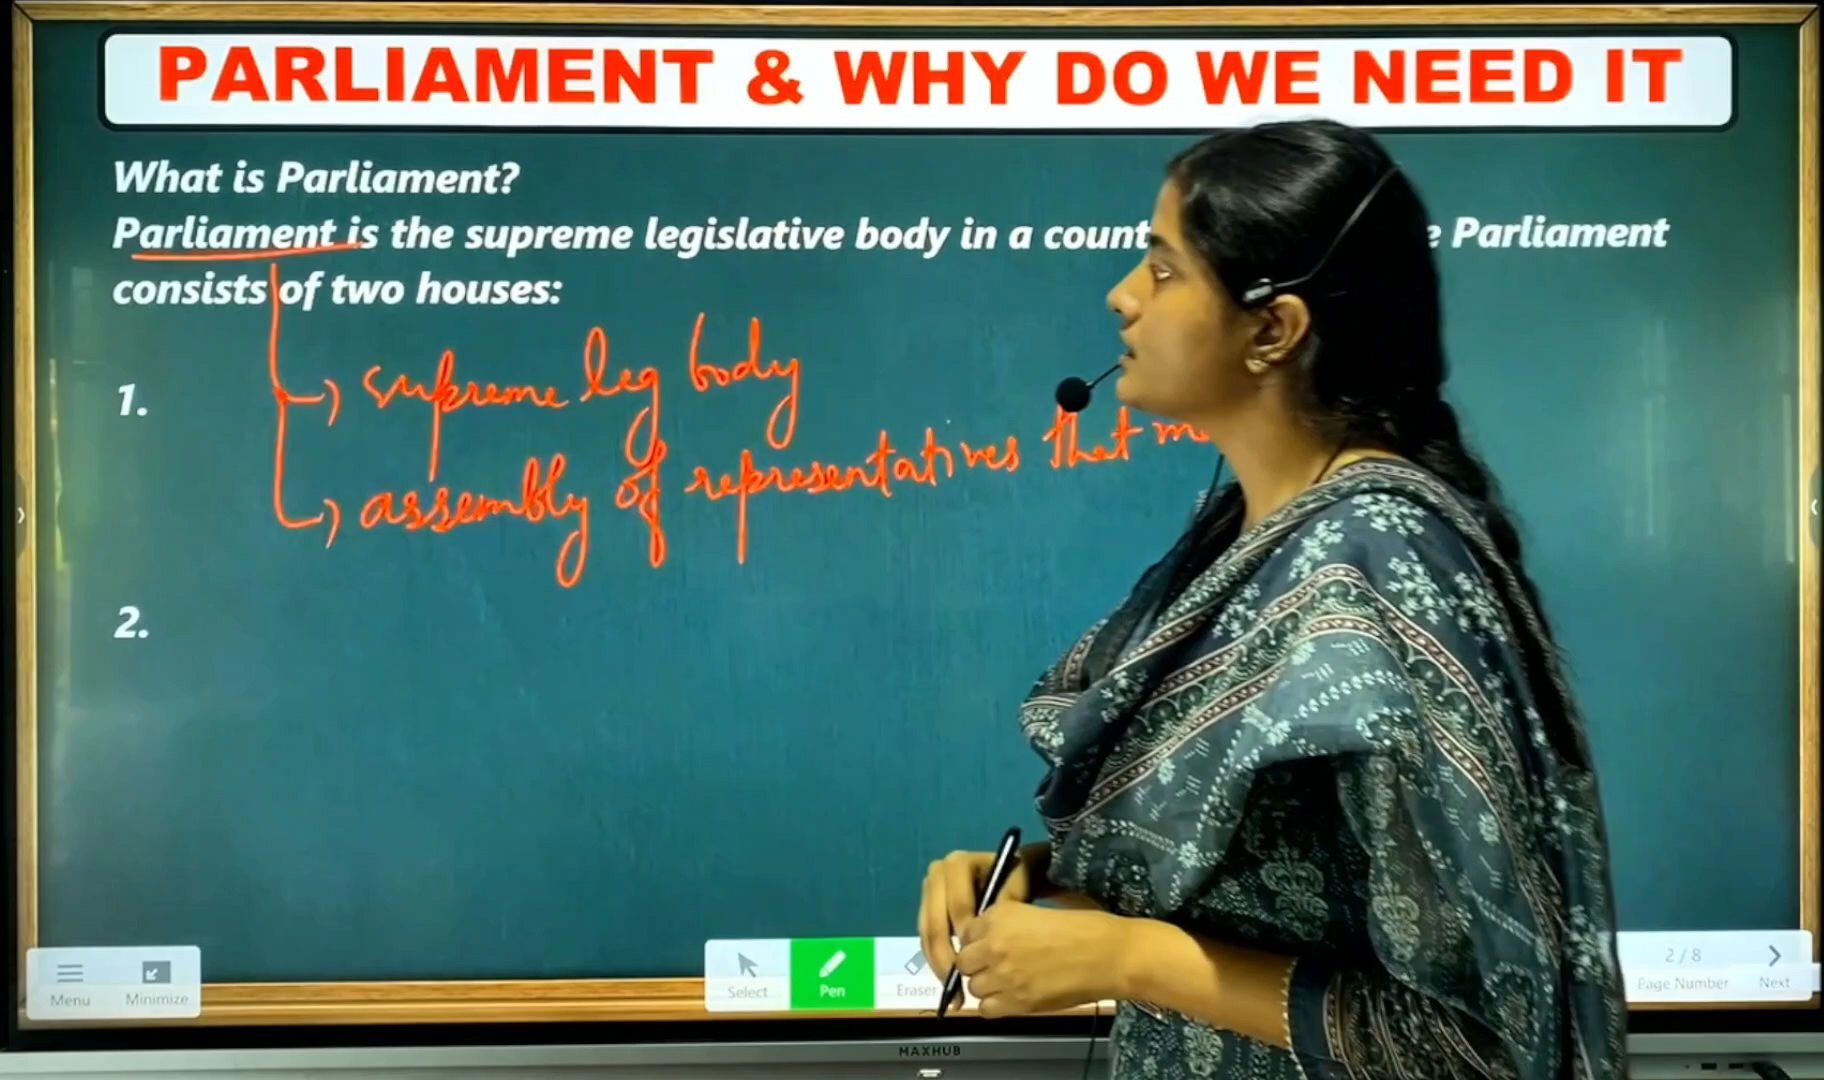 PARLIAMENT & WHY DO WE NEED IT
What is Parliament?
Parliament is the supreme legislative body in a count Parliament
consists of two houses:
1.
supreme leg body
assembly of representatives that
2.
Menu Minimize Select Pen Eraser 2 / 8 Page Number Next
MAXHUB